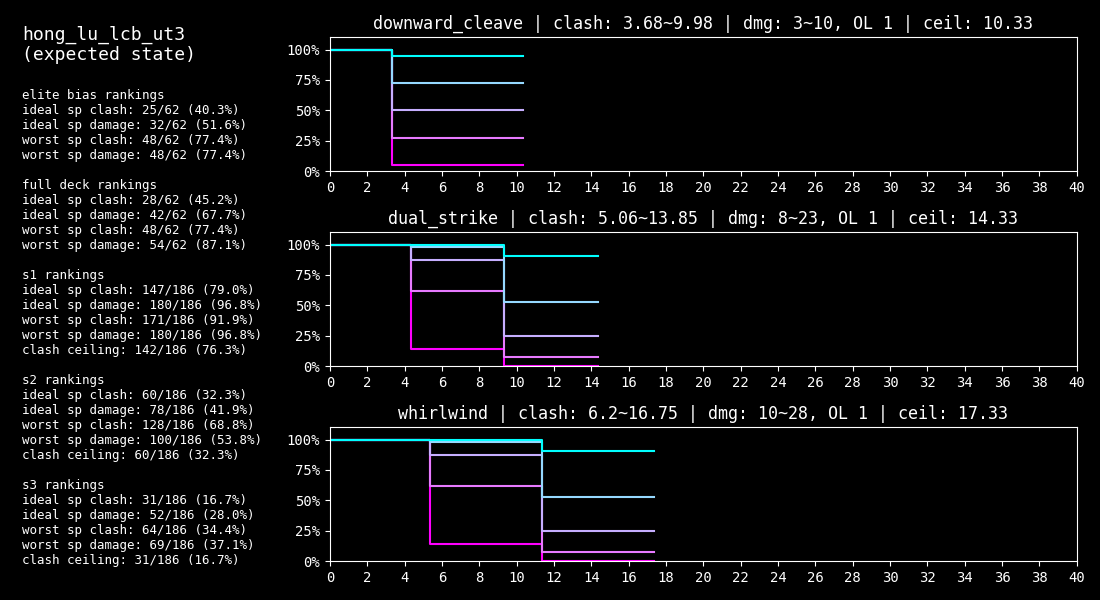 hong_lu_lcb_ut3
(expected state)
elite bias rankings
ideal sp clash: 25/62 (40.3%)
ideal sp damage: 32/62 (51.6%)
worst sp clash: 48/62 (77.4%)
worst sp damage: 48/62 (77.4%)
full deck rankings
ideal sp clash: 28/62 (45.2%)
ideal sp damage: 42/62 (67.7%)
worst sp clash: 48/62 (77.4%)
worst sp damage: 54/62 (87.1%)
s1 rankings
ideal sp clash: 147/186 (79.0%)
ideal sp damage: 180/186 (96.8%)
worst sp clash: 171/186 (91.9%)
worst sp damage: 180/186 (96.8%)
clash ceiling: 142/186 (76.3%)
s2 rankings
ideal sp clash: 60/186 (32.3%)
ideal sp damage: 78/186 (41.9%)
worst sp clash: 128/186 (68.8%)
worst sp damage: 100/186 (53.8%)
clash ceiling: 60/186 (32.3%)
s3 rankings
ideal sp clash: 31/186 (16.7%)
ideal sp damage: 52/186 (28.0%)
worst sp clash: 64/186 (34.4%)
worst sp damage: 69/186 (37.1%)
clash ceiling: 31/186 (16.7%)
downward_cleave | clash: 3.68~9.98 | dmg: 3~10, OL 1 | ceil: 10.33
100%
75%
50%
25%
0%
0 2 4 6 8 10 12 14 16 18 20 22 24 26 28 30 32 34 36 38 40
dual_strike | clash: 5.06~13.85 | dmg: 8~23, OL 1 | ceil: 14.33
100%
75%
50%
25%
0%
0 2 4 6 8 10 12 14 16 18 20 22 24 26 28 30 32 34 36 38 40
whirlwind | clash: 6.2~16.75 | dmg: 10~28, OL 1 | ceil: 17.33
100%
75%
50%
25%
0%
0 2 4 6 8 10 12 14 16 18 20 22 24 26 28 30 32 34 36 38 40